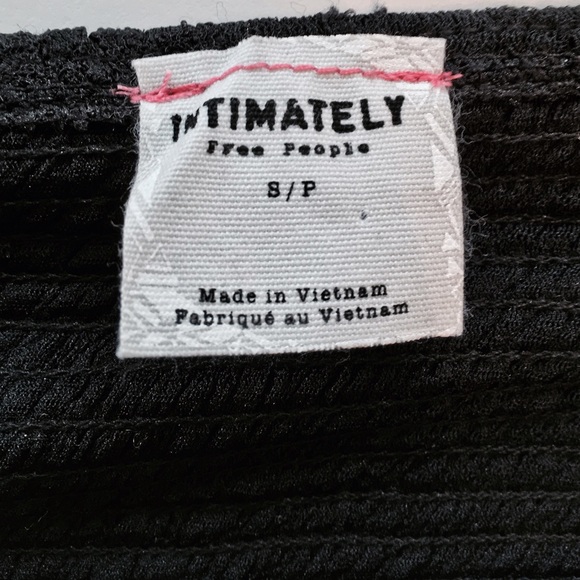 INTIMATELY
Free People
S/P
Made in Vietnam
Fabriqué au Vietnam